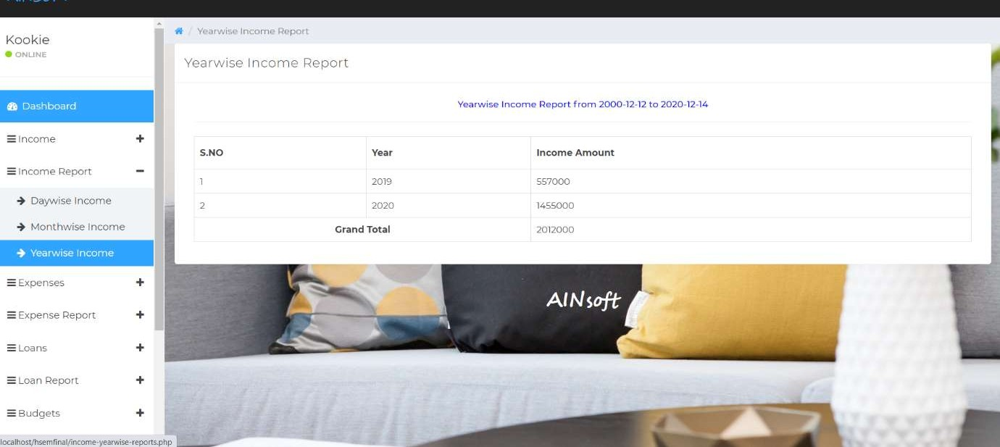 Kookie
ONLINE
Dashboard
Income
Income Report
Daywise Income
Monthwise Income
Yearwise Income
Expenses
Expense Report
Loans
Loan Report
Budgets
localhost/hsemfinal/income-yearwise-reports.php
/ Yearwise Income Report
Yearwise Income Report
Yearwise Income Report from 2000-12-12 to 2020-12-14
S.NO Year Income Amount
1 2019 557000
2 2020 1455000
Grand Total 2012000
AINsoft